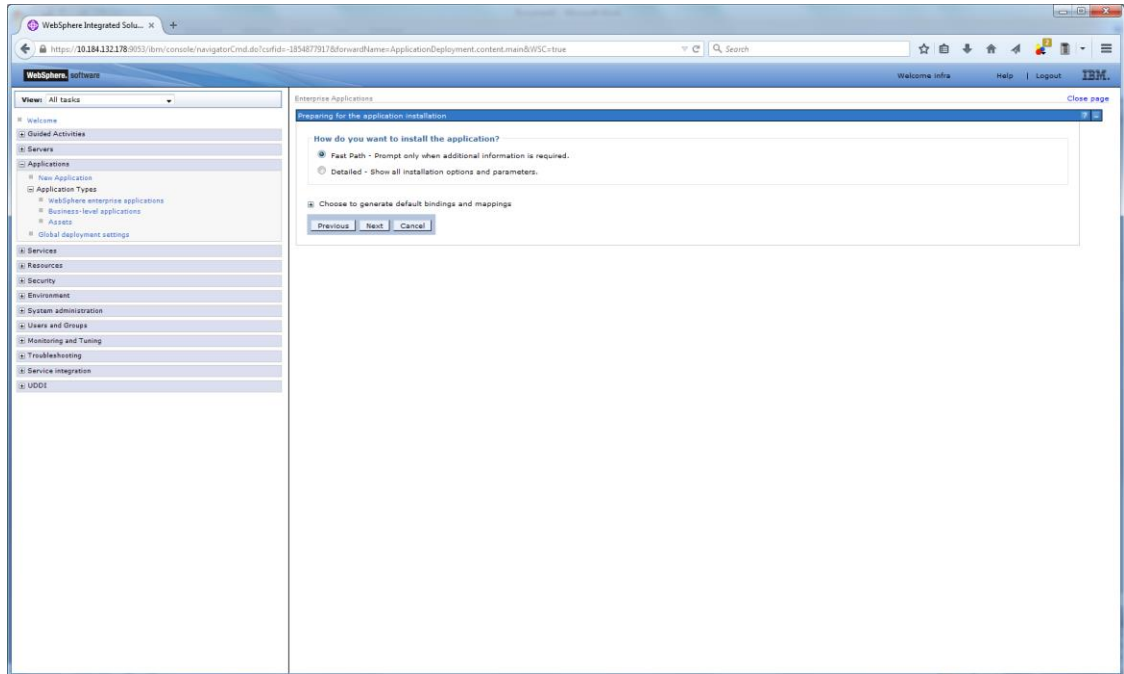 WebSphere Integrated Solu... × +
https://10.184.132.178:9053/ibm/console/navigatorCmd.do?csrfid=-1854877917&forwardName=ApplicationDeployment.content.main&WSC=true
Search
2
WebSphere. software
Welcome infra Help | Logout IBM.
View: All tasks
Welcome
Guided Activities
Servers
Applications
New Application
Application Types
WebSphere enterprise applications
Business-level applications
Assets
Global deployment settings
Services
Resources
Security
Environment
System administration
Users and Groups
Monitoring and Tuning
Troubleshooting
Service integration
UDDI
Enterprise Applications Close page
Preparing for the application installation ? -
How do you want to install the application?
Fast Path - Prompt only when additional information is required.
Detailed - Show all installation options and parameters.
Choose to generate default bindings and mappings
Previous Next Cancel